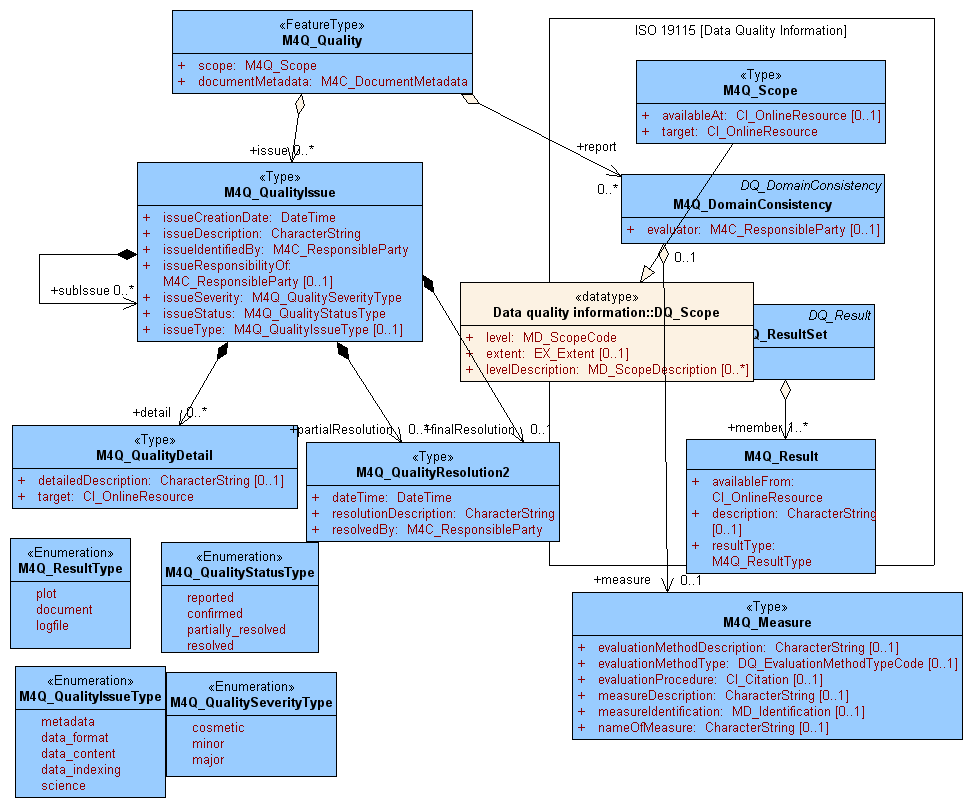 «FeatureType»
M4Q_Quality
+ scope: M4Q_Scope
+ documentMetadata: M4C_DocumentMetadata
ISO 19115 [Data Quality Information]
«Type»
M4Q_Scope
+ availableAt: CI_OnlineResource [0..1]
+ target: CI_OnlineResource
+issue 0..*
+report
0..*
«Type»
M4Q_QualityIssue
+ issueCreationDate: DateTime
+ issueDescription: CharacterString
+ issueIdentifiedBy: M4C_ResponsibleParty
+ issueResponsibilityOf:
M4C_ResponsibleParty [0..1]
+ issueSeverity: M4Q_QualitySeverityType
+ issueStatus: M4Q_QualityStatusType
+ issueType: M4Q_QualityIssueType [0..1]
+subIssue 0..*
DQ_DomainConsistency
M4Q_DomainConsistency
+ evaluator: M4C_ResponsibleParty [0..1]
0..1
«datatype»
Data quality information::DQ_Scope
+ level: MD_ScopeCode
+ extent: EX_Extent [0..1]
+ levelDescription: MD_ScopeDescription [0..*]
DQ_Result
Q_ResultSet
+detail 0..*
+partialResolution 0..*
+finalResolution 0..1
+member 1..*
«Type»
M4Q_QualityDetail
+ detailedDescription: CharacterString [0..1]
+ target: CI_OnlineResource
«Type»
M4Q_QualityResolution2
+ dateTime: DateTime
+ resolutionDescription: CharacterString
+ resolvedBy: M4C_ResponsibleParty
M4Q_Result
+ availableFrom:
CI_OnlineResource
+ description: CharacterString
[0..1]
+ resultType:
M4Q_ResultType
«Enumeration»
M4Q_ResultType
plot
document
logfile
«Enumeration»
M4Q_QualityStatusType
reported
confirmed
partially_resolved
resolved
+measure 0..1
«Type»
M4Q_Measure
+ evaluationMethodDescription: CharacterString [0..1]
+ evaluationMethodType: DQ_EvaluationMethodTypeCode [0..1]
+ evaluationProcedure: CI_Citation [0..1]
+ measureDescription: CharacterString [0..1]
+ measureIdentification: MD_Identification [0..1]
+ nameOfMeasure: CharacterString [0..1]
«Enumeration»
M4Q_QualityIssueType
metadata
data_format
data_content
data_indexing
science
«Enumeration»
M4Q_QualitySeverityType
cosmetic
minor
major